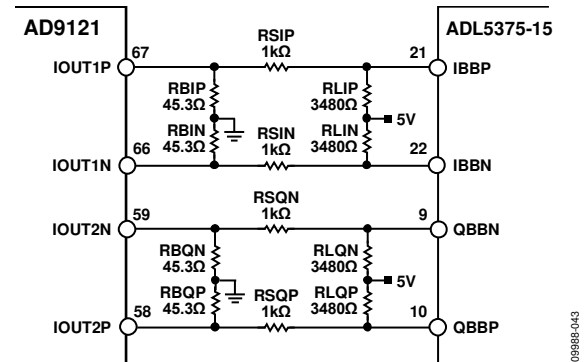 AD9121
ADL5375-15
IOUT1P
67
RSIP
1kΩ
21
IBBP
RBIP
45.3Ω
RLIP
3480Ω
5V
RBIN
45.3Ω
RSIN
1kΩ
RLIN
3480Ω
IOUT1N
66
22
IBBN
IOUT2N
59
RSQN
1kΩ
9
QBBN
RBQN
45.3Ω
RLQN
3480Ω
5V
RBQP
45.3Ω
RSQP
1kΩ
RLQP
3480Ω
IOUT2P
58
10
QBBP
09988-043